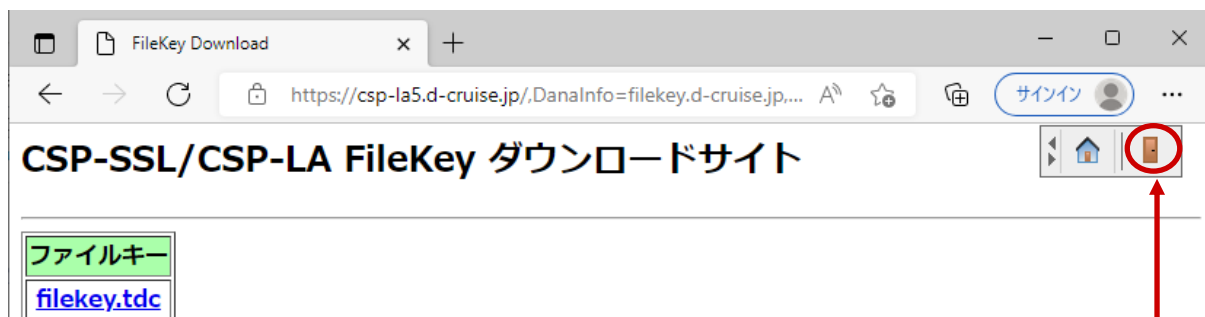 FileKey Download
https://csp-la5.d-cruise.jp/,DanaInfo=filekey.d-cruise.jp,...
サインイン
CSP-SSL/CSP-LA FileKey ダウンロードサイト
ファイルキー
filekey.tdc